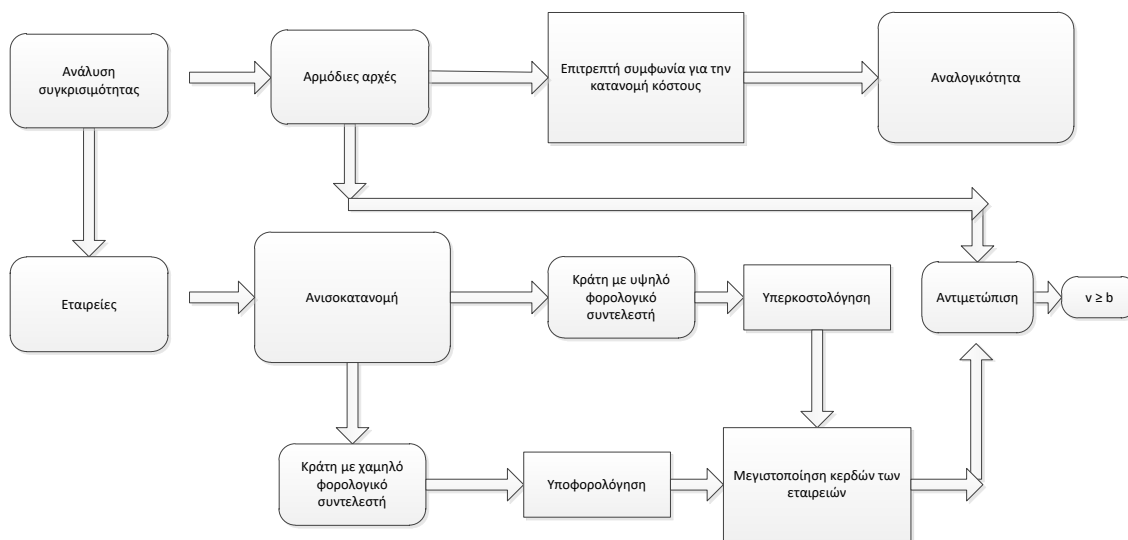 Ανάλυση
συγκρισιμότητας
Αρμόδιες αρχές
Επιτρεπτή συμφωνία για την
κατανομή κόστους
Αναλογικότητα
Εταιρείες
Ανισοκατανομή
Κράτη με υψηλό
φορολογικό
συντελεστή
Υπερκοστολόγηση
Αντιμετώπιση
v ≥ b
Κράτη με χαμηλό
φορολογικό
συντελεστή
Υποφορολόγηση
Μεγιστοποίηση κερδών των
εταιρειών